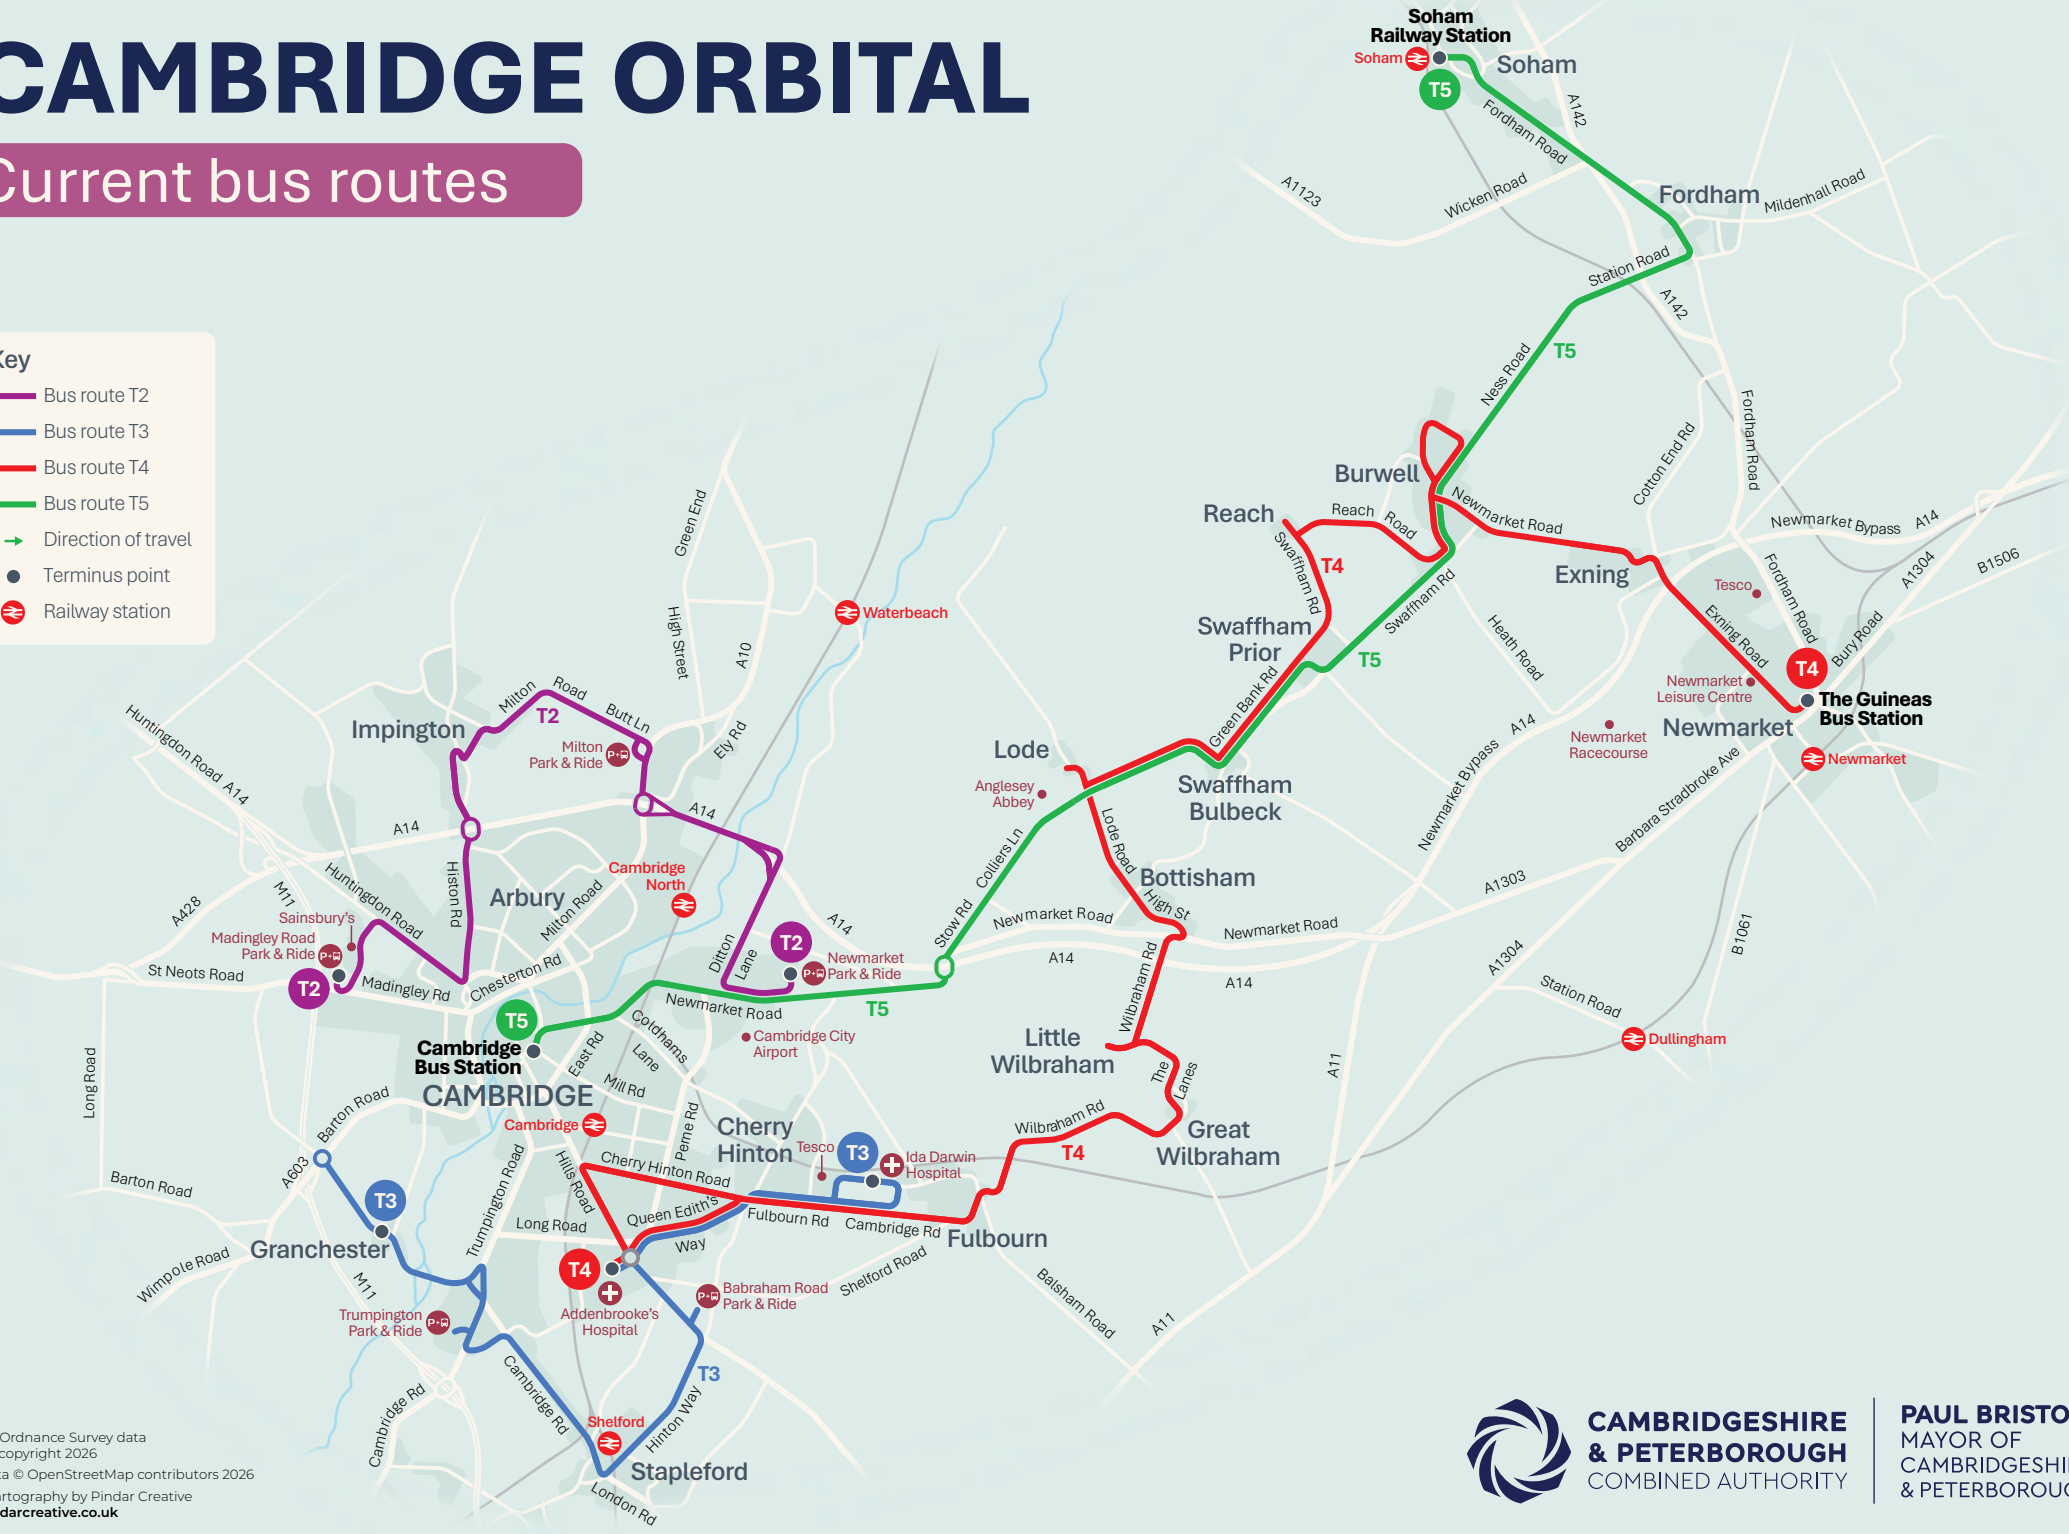 CAMBRIDGE ORBITAL
Current bus routes
Key
Bus route T2
Bus route T3
Bus route T4
Bus route T5
Direction of travel
Terminus point
Railway station
Soham
Railway Station
Soham
T5
Soham
Fordham Road
A142
A1123
Wicken Road
Fordham
Mildenhall Road
Station Road
A142
T5
Ness Road
Fordham Road
Cotton End Rd
Burwell
Newmarket Road
Reach
Reach Road
Swaffham Rd
T4
Swaffham Rd
Exning
Newmarket Bypass
A14
A1304
B1506
Tesco
Fordham Road
Exning Road
Bury Road
T4
Newmarket
Leisure Centre
The Guineas
Bus Station
Newmarket
Newmarket
Newmarket
Racecourse
Heath Road
Swaffham
Prior
T5
Green Bank Rd
A14
Newmarket Bypass
Barbara Stradbroke Ave
Green End
High Street
A10
Waterbeach
Ely Rd
Lode
Anglesey
Abbey
Swaffham
Bulbeck
Lode Road
Colliers Ln
Stow Rd
Bottisham
High St
Newmarket Road
Newmarket Road
A1303
A14
A14
A1304
B1061
Station Road
Dullingham
A11
Huntingdon Road
A14
Impington
Milton Road
T2
Butt Ln
Milton
Park & Ride
A14
A14
Huntingdon Road
M11
A428
Histon Rd
Arbury
Milton Road
Cambridge
North
A14
Sainsbury's
Madingley Road
Park & Ride
St Neots Road
T2
Madingley Rd
Chesterton Rd
Ditton
Lane
T2
Newmarket
Park & Ride
T5
Newmarket Road
T5
Cambridge
Bus Station
CAMBRIDGE
East Rd
Coldhams
Lane
Cambridge City
Airport
Mill Rd
Perne Rd
Cambridge
Long Road
Barton Road
A603
Barton Road
Wimpole Road
T3
Granchester
M11
Trumpington Road
Hills Road
Long Road
Cherry Hinton Road
Queen Edith's
Way
Cherry
Hinton
Tesco
T3
Ida Darwin
Hospital
Fulbourn Rd
Cambridge Rd
Fulbourn
Wilbraham Rd
T4
Little
Wilbraham
Wilbraham Rd
The
Lanes
Great
Wilbraham
T4
Addenbrooke's
Hospital
Babraham Road
Park & Ride
Shelford Road
Balsham Road
A11
Trumpington
Park & Ride
T3
Cambridge Rd
Cambridge Rd
Shelford
Hinton Way
Stapleford
London Rd
Ordnance Survey data
copyright 2026
© OpenStreetMap contributors 2026
by Pindar Creative
CAMBRIDGESHIRE
& PETERBOROUGH
COMBINED AUTHORITY
PAUL
MAYOR OF